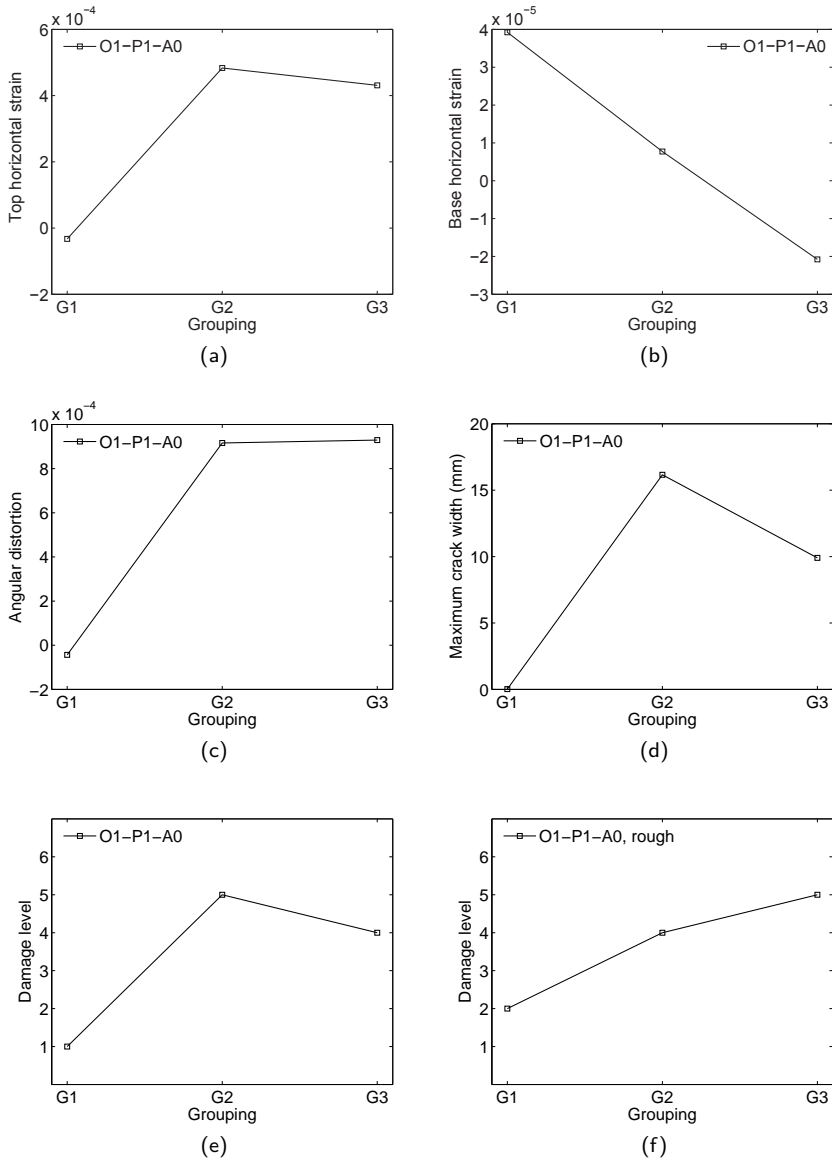 x 10⁻⁴
6
4
2
0
−2
Top horizontal strain
O1−P1−A0
G1 G2 G3
Grouping
(a)
x 10⁻⁵
4
3
2
1
0
−1
−2
−3
Base horizontal strain
O1−P1−A0
G1 G2 G3
Grouping
(b)
x 10⁻⁴
10
8
6
4
2
0
−2
Angular distortion
O1−P1−A0
G1 G2 G3
Grouping
(c)
20
15
10
5
0
Maximum crack width (mm)
O1−P1−A0
G1 G2 G3
Grouping
(d)
6
5
4
3
2
1
Damage level
O1−P1−A0
G1 G2 G3
Grouping
(e)
6
5
4
3
2
1
Damage level
O1−P1−A0, rough
G1 G2 G3
Grouping
(f)